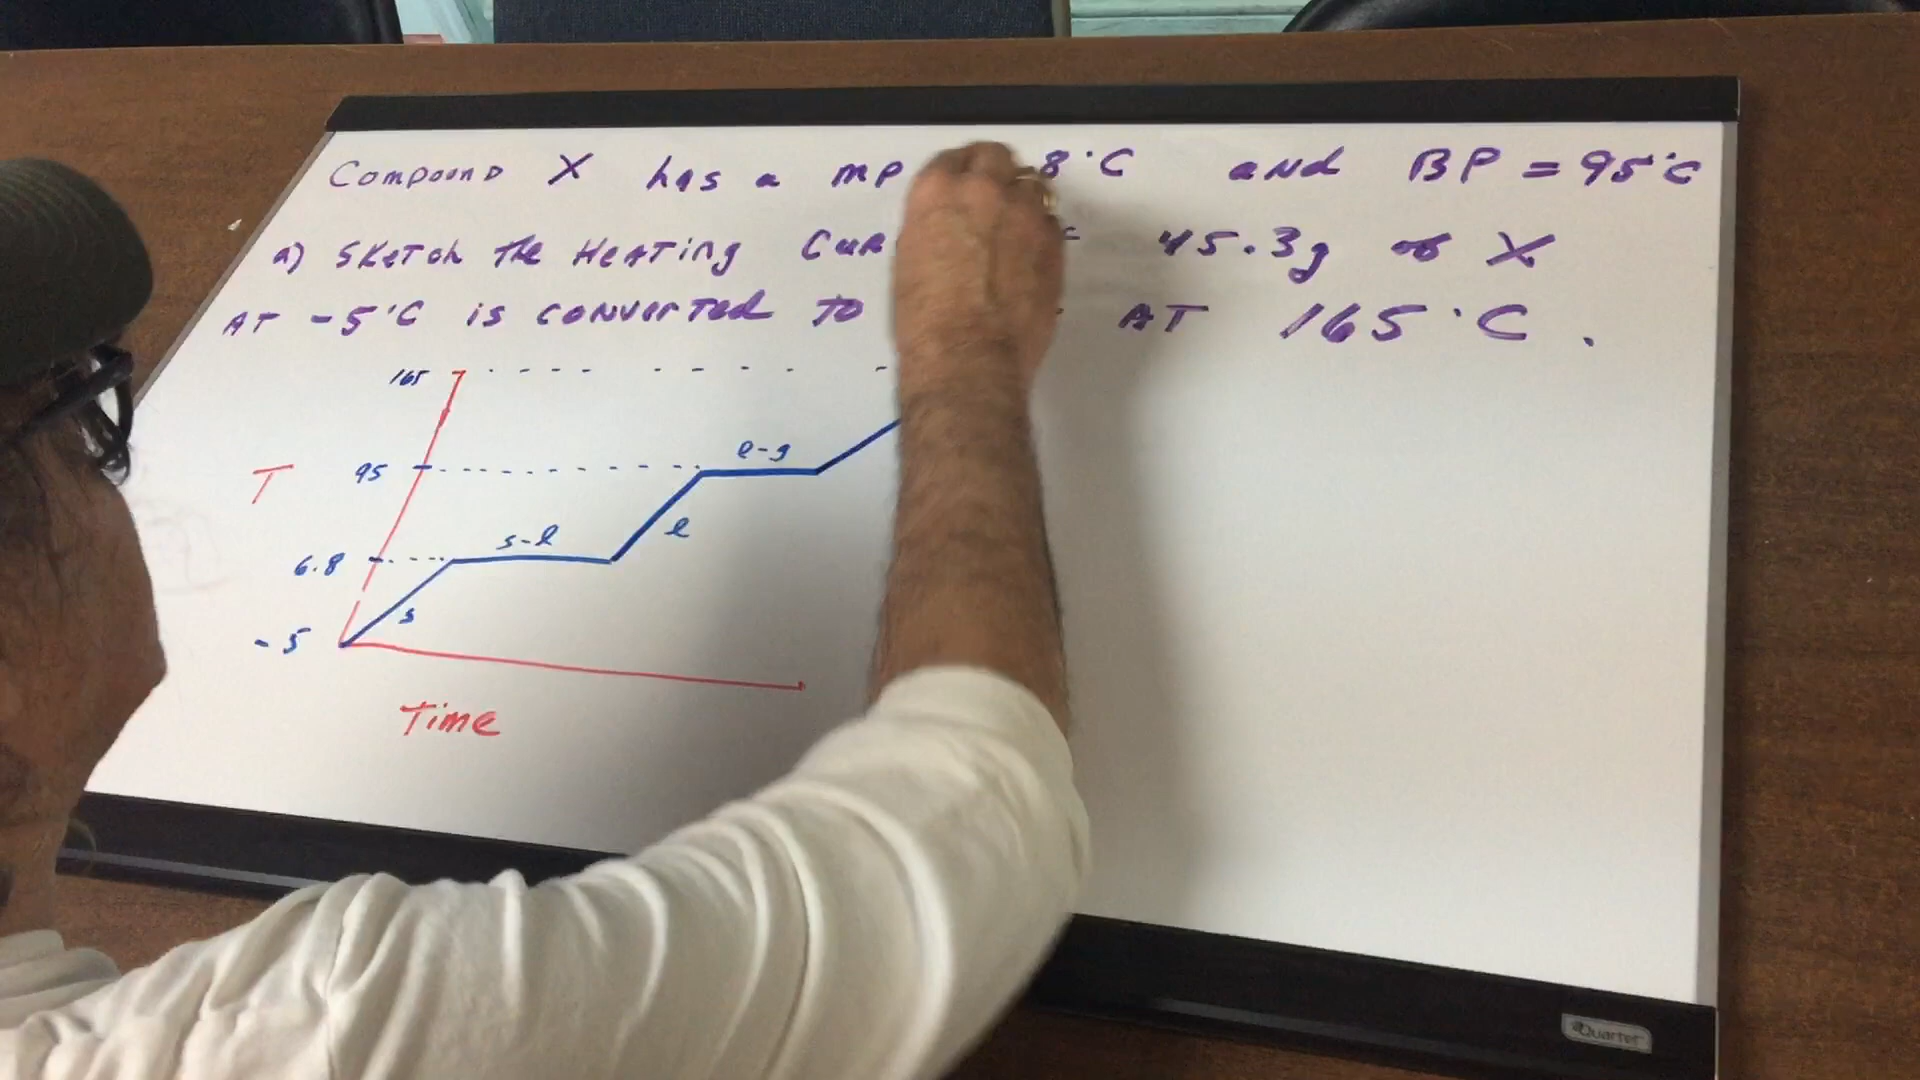 Compound X has a mp 8°C and BP = 95°C
a) Sketch the Heating 45.3g of X
AT -5°C is converted to AT 165°C.
165
T
95
l-g
l
s-l
6.8
s
-5
Time
Quartet